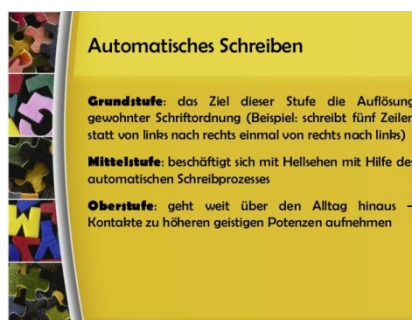 Automatisches Schreiben
Grundstufe: das Ziel dieser Stufe die Auflösung
gewohnter Schriftordnung (Beispiel: schreibt fünf Zeilen
statt von links nach rechts einmal von rechts nach links)
Mittelstufe: beschäftigt sich mit Hellsehen mit Hilfe des
automatischen Schreibprozesses
Oberstufe: geht weit über den Alltag hinaus –
Kontakte zu höheren geistigen Potenzen aufnehmen